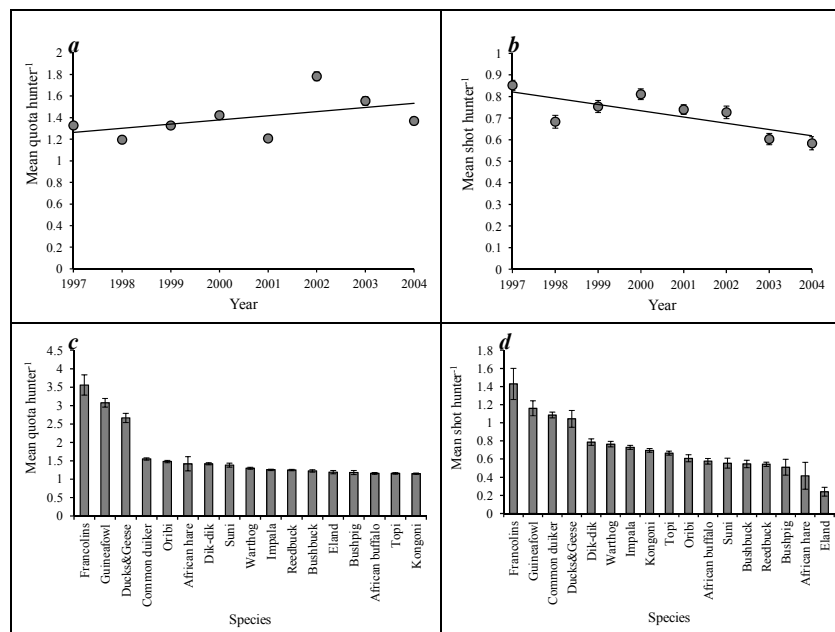 a
Mean quota hunter⁻¹
2
1.8
1.6
1.4
1.2
1
0.8
0.6
0.4
0.2
0
1997 1998 1999 2000 2001 2002 2003 2004
Year
b
Mean shot hunter⁻¹
1
0.9
0.8
0.7
0.6
0.5
0.4
0.3
0.2
0.1
0
1997 1998 1999 2000 2001 2002 2003 2004
Year
c
Mean quota hunter⁻¹
4.5
4
3.5
3
2.5
2
1.5
1
0.5
0
Francolins
Guineafowl
Ducks&Geese
Common duiker
Oribi
African hare
Dik-dik
Suni
Warthog
Impala
Reedbuck
Bushbuck
Eland
Bushpig
African buffalo
Topi
Kongoni
Species
d
Mean shot hunter⁻¹
1.8
1.6
1.4
1.2
1
0.8
0.6
0.4
0.2
0
Francolins
Guineafowl
Common duiker
Ducks&Geese
Dik-dik
Warthog
Impala
Kongoni
Topi
Oribi
African buffalo
Suni
Bushbuck
Reedbuck
Bushpig
African hare
Eland
Species